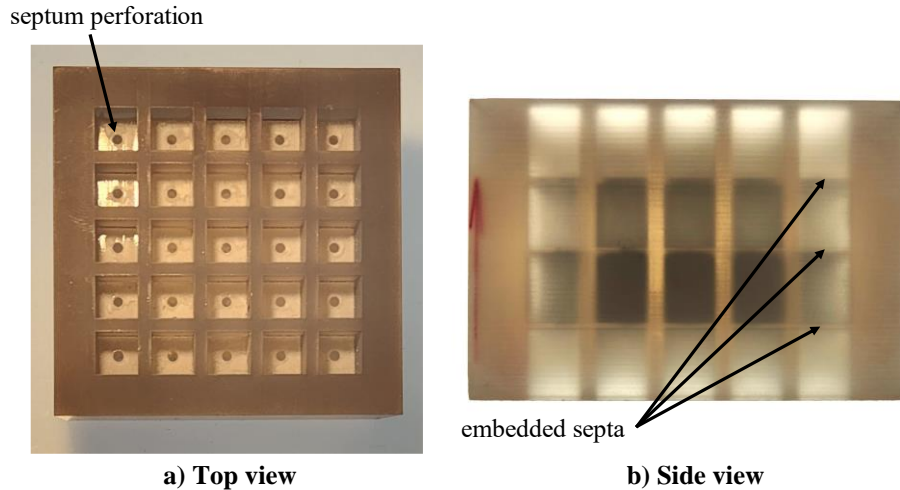 septum perforation
embedded septa
a) Top view
b) Side view